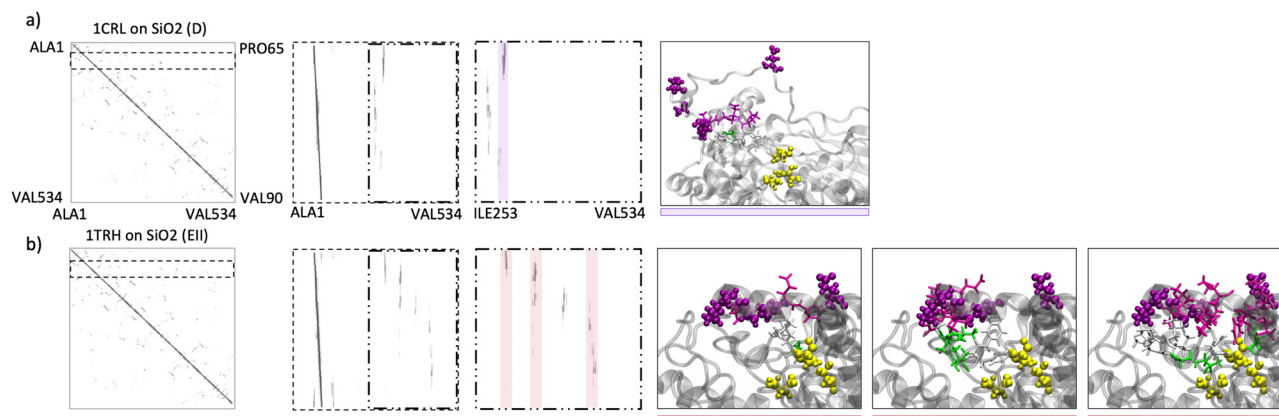 a)
1CRL on SiO2 (D)
ALA1
PRO65
VAL534
VAL90
ALA1
VAL534
ALA1
VAL534
ILE253
VAL534
b)
1TRH on SiO2 (EII)